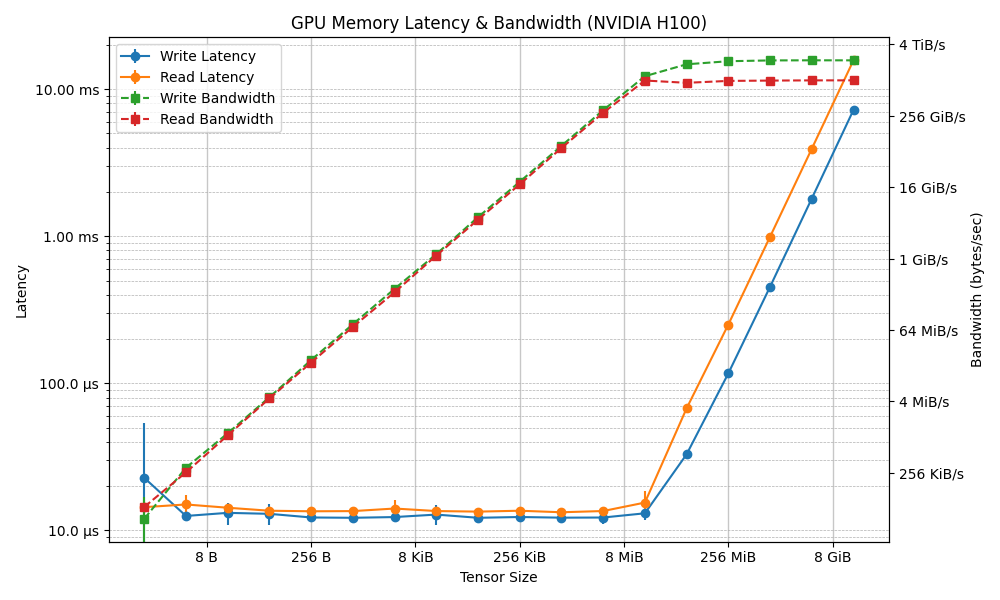 GPU Memory Latency & Bandwidth (NVIDIA H100)
Write Latency
Read Latency
Write Bandwidth
Read Bandwidth
10.00 ms
1.00 ms
100.0 µs
10.0 µs
Latency
4 TiB/s
256 GiB/s
16 GiB/s
1 GiB/s
64 MiB/s
4 MiB/s
256 KiB/s
Bandwidth (bytes/sec)
8 B
256 B
8 KiB
256 KiB
8 MiB
256 MiB
8 GiB
Tensor Size